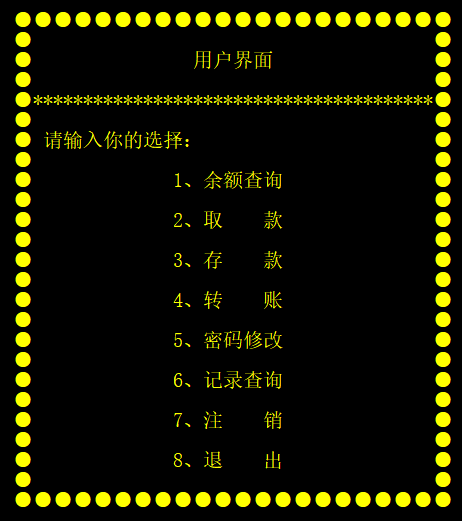 用户界面
****************************************
请输入你的选择：
1、余额查询
2、取    款
3、存    款
4、转    账
5、密码修改
6、记录查询
7、注    销
8、退    出